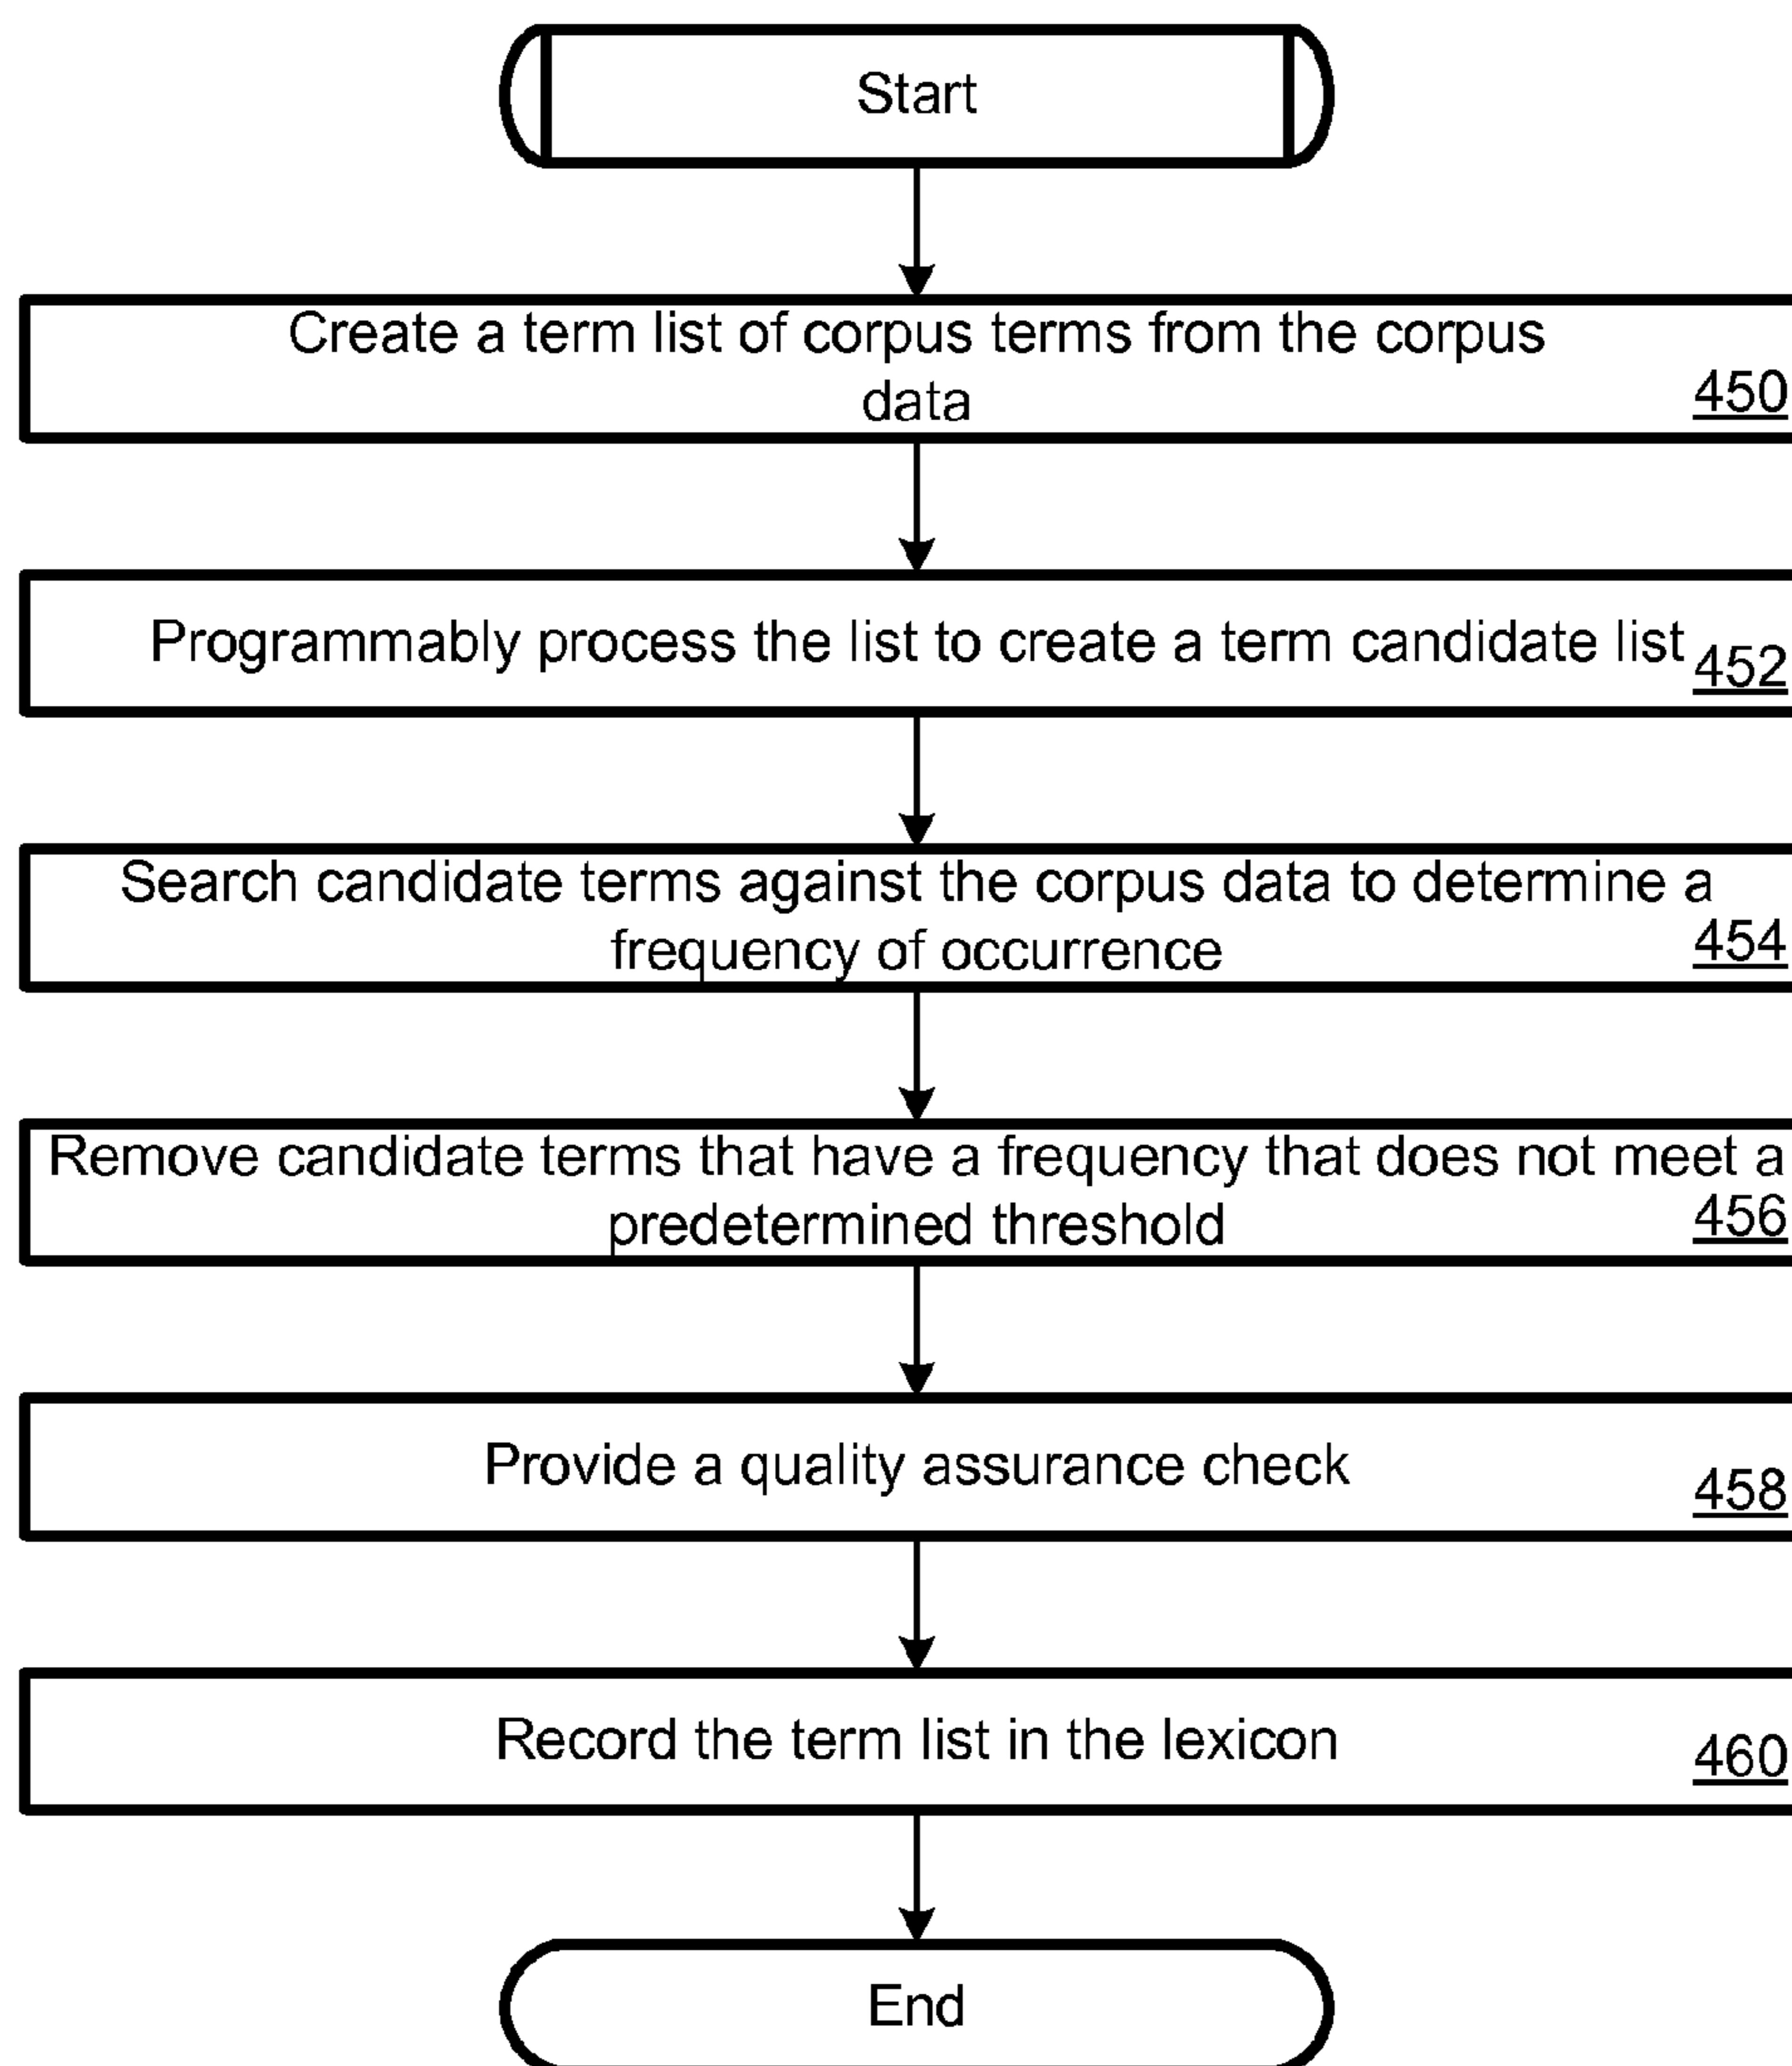 Start
Create a term list of corpus terms from the corpus
data
450
Programmably process the list to create a term candidate list
452
Search candidate terms against the corpus data to determine a
frequency of occurrence
454
Remove candidate terms that have a frequency that does not meet a
predetermined threshold
456
Provide a quality assurance check
458
Record the term list in the lexicon
460
End